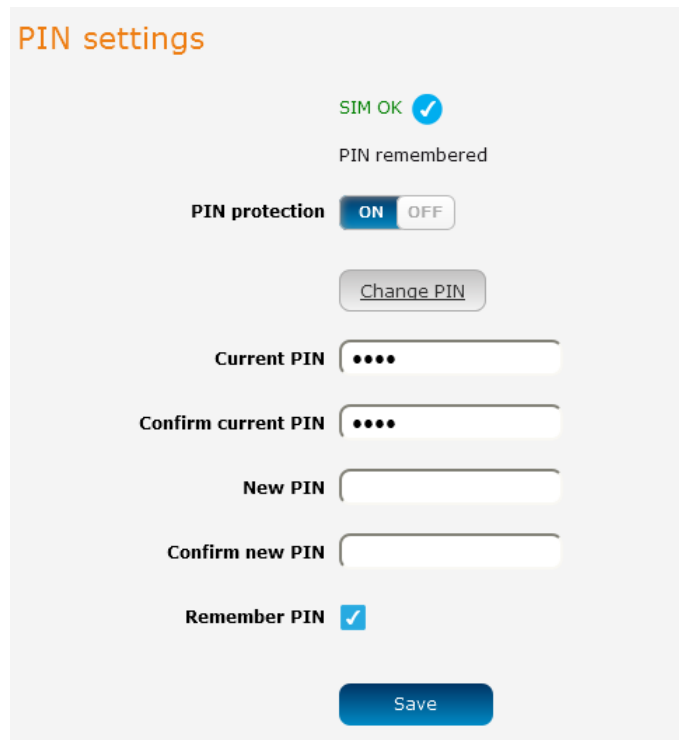 PIN settings
SIM OK
PIN remembered
PIN protection ON OFF
Change PIN
Current PIN ••••
Confirm current PIN ••••
New PIN
Confirm new PIN
Remember PIN
Save